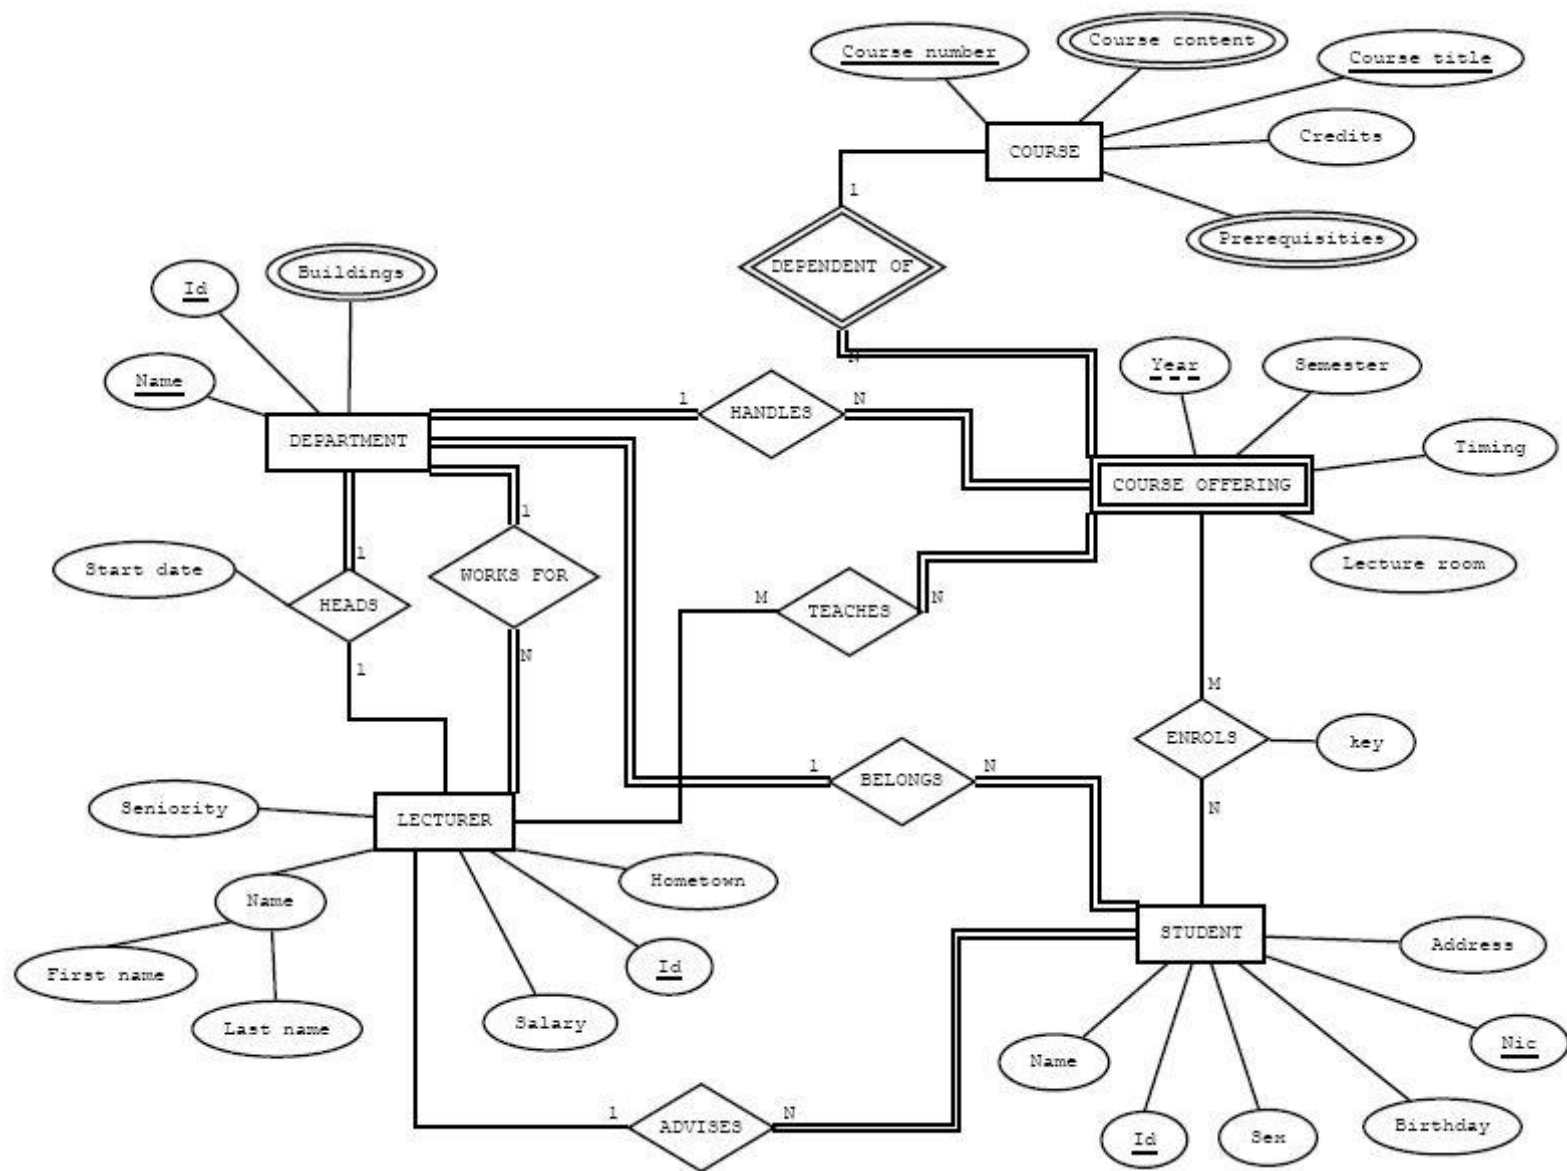 Course number
Course content
Course title
Credits
COURSE
1
Prerequisities
DEPENDENT OF
Buildings
Id
N
Year
Semester
Name
1
HANDLES
N
DEPARTMENT
Timing
COURSE OFFERING
1
1
Start date
WORKS FOR
Lecture room
HEADS
M
TEACHES
N
N
1
M
ENROLS
key
1
BELONGS
N
N
Seniority
LECTURER
Hometown
Name
STUDENT
Address
First name
Id
Last name
Salary
Nic
Name
1
ADVISES
N
Id
Sex
Birthday